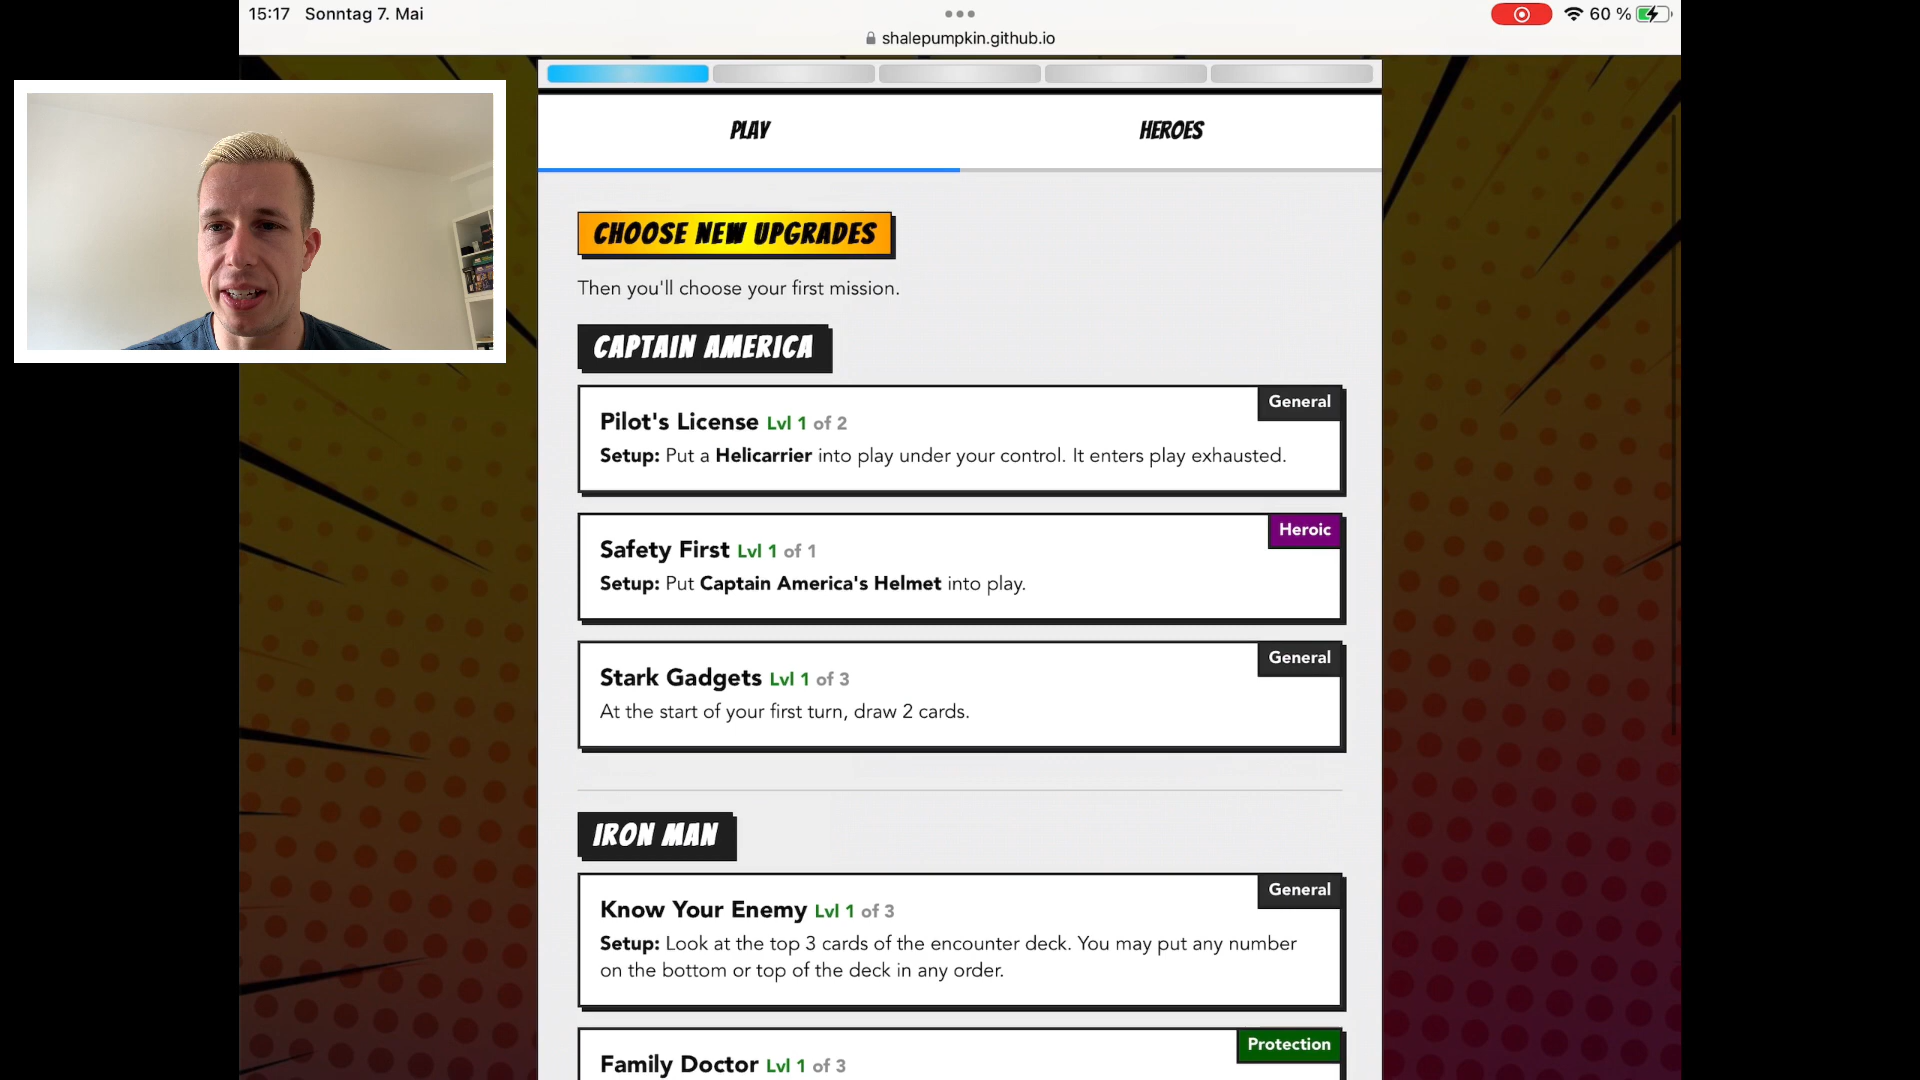 15:17 Sonntag 7. Mai
60 %
shalepumpkin.github.io
PLAY
HEROES
CHOOSE NEW UPGRADES
Then you'll choose your first mission.
CAPTAIN AMERICA
General
Pilot's License Lvl 1 of 2
Setup: Put a Helicarrier into play under your control. It enters play exhausted.
Heroic
Safety First Lvl 1 of 1
Setup: Put Captain America's Helmet into play.
General
Stark Gadgets Lvl 1 of 3
At the start of your first turn, draw 2 cards.
IRON MAN
General
Know Your Enemy Lvl 1 of 3
Setup: Look at the top 3 cards of the encounter deck. You may put any number
on the bottom or top of the deck in any order.
Protection
Family Doctor Lvl 1 of 3